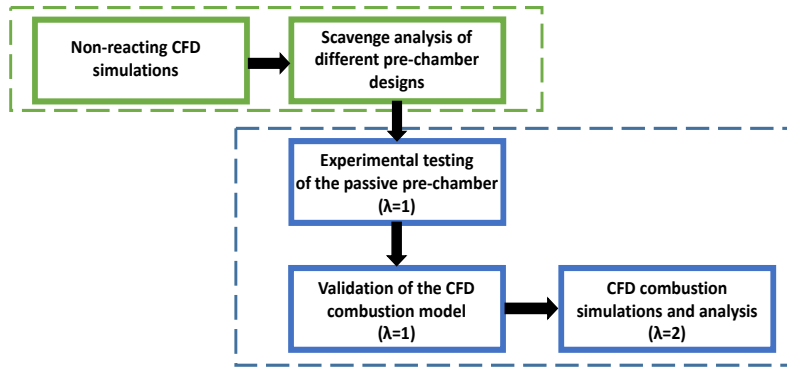 Non-reacting CFD
simulations
Scavenge analysis of
different pre-chamber
designs
Experimental testing
of the passive pre-chamber
(λ=1)
Validation of the CFD
combustion model
(λ=1)
CFD combustion
simulations and analysis
(λ=2)